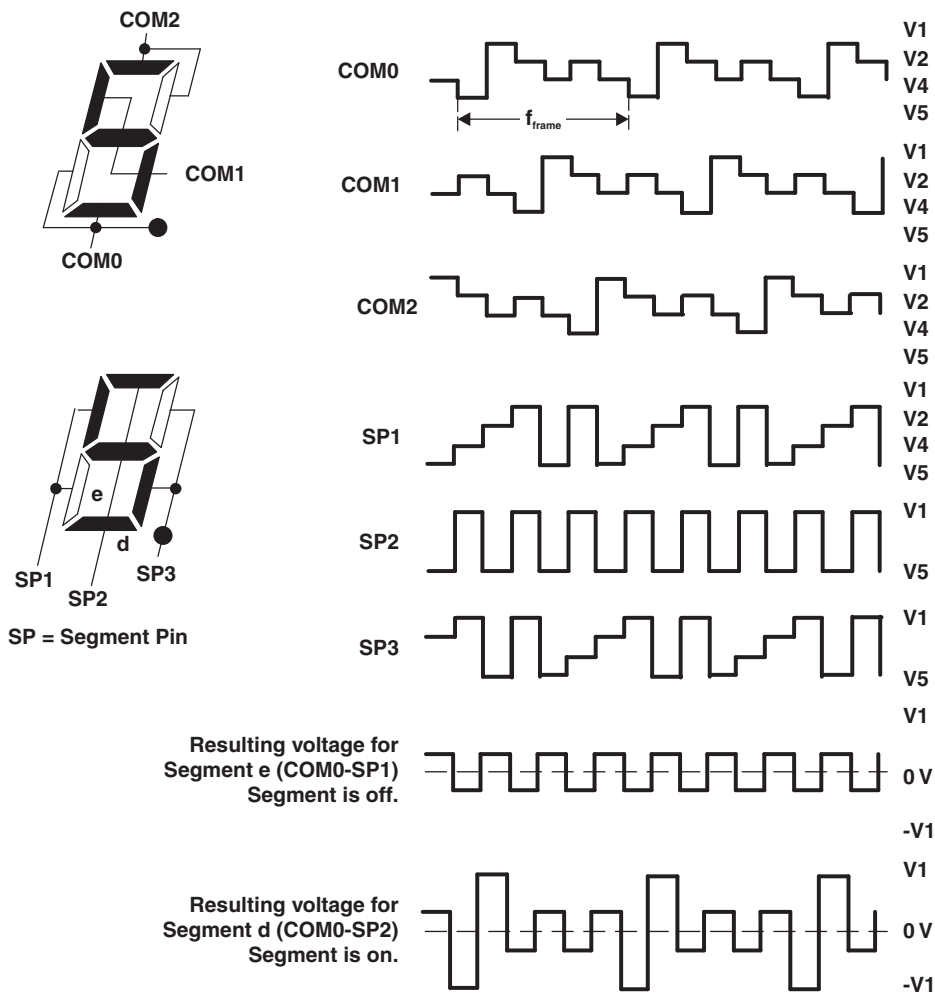 COM2
COM1
COM0
COM0
V1
V2
V4
V5
f frame
COM1
V1
V2
V4
V5
COM2
V1
V2
V4
V5
e
d
SP1
SP2
SP3
SP = Segment Pin
SP1
V1
V2
V4
V5
SP2
V1
V5
SP3
V1
V5
Resulting voltage for
Segment e (COM0-SP1)
Segment is off.
V1
0 V
-V1
Resulting voltage for
Segment d (COM0-SP2)
Segment is on.
V1
0 V
-V1